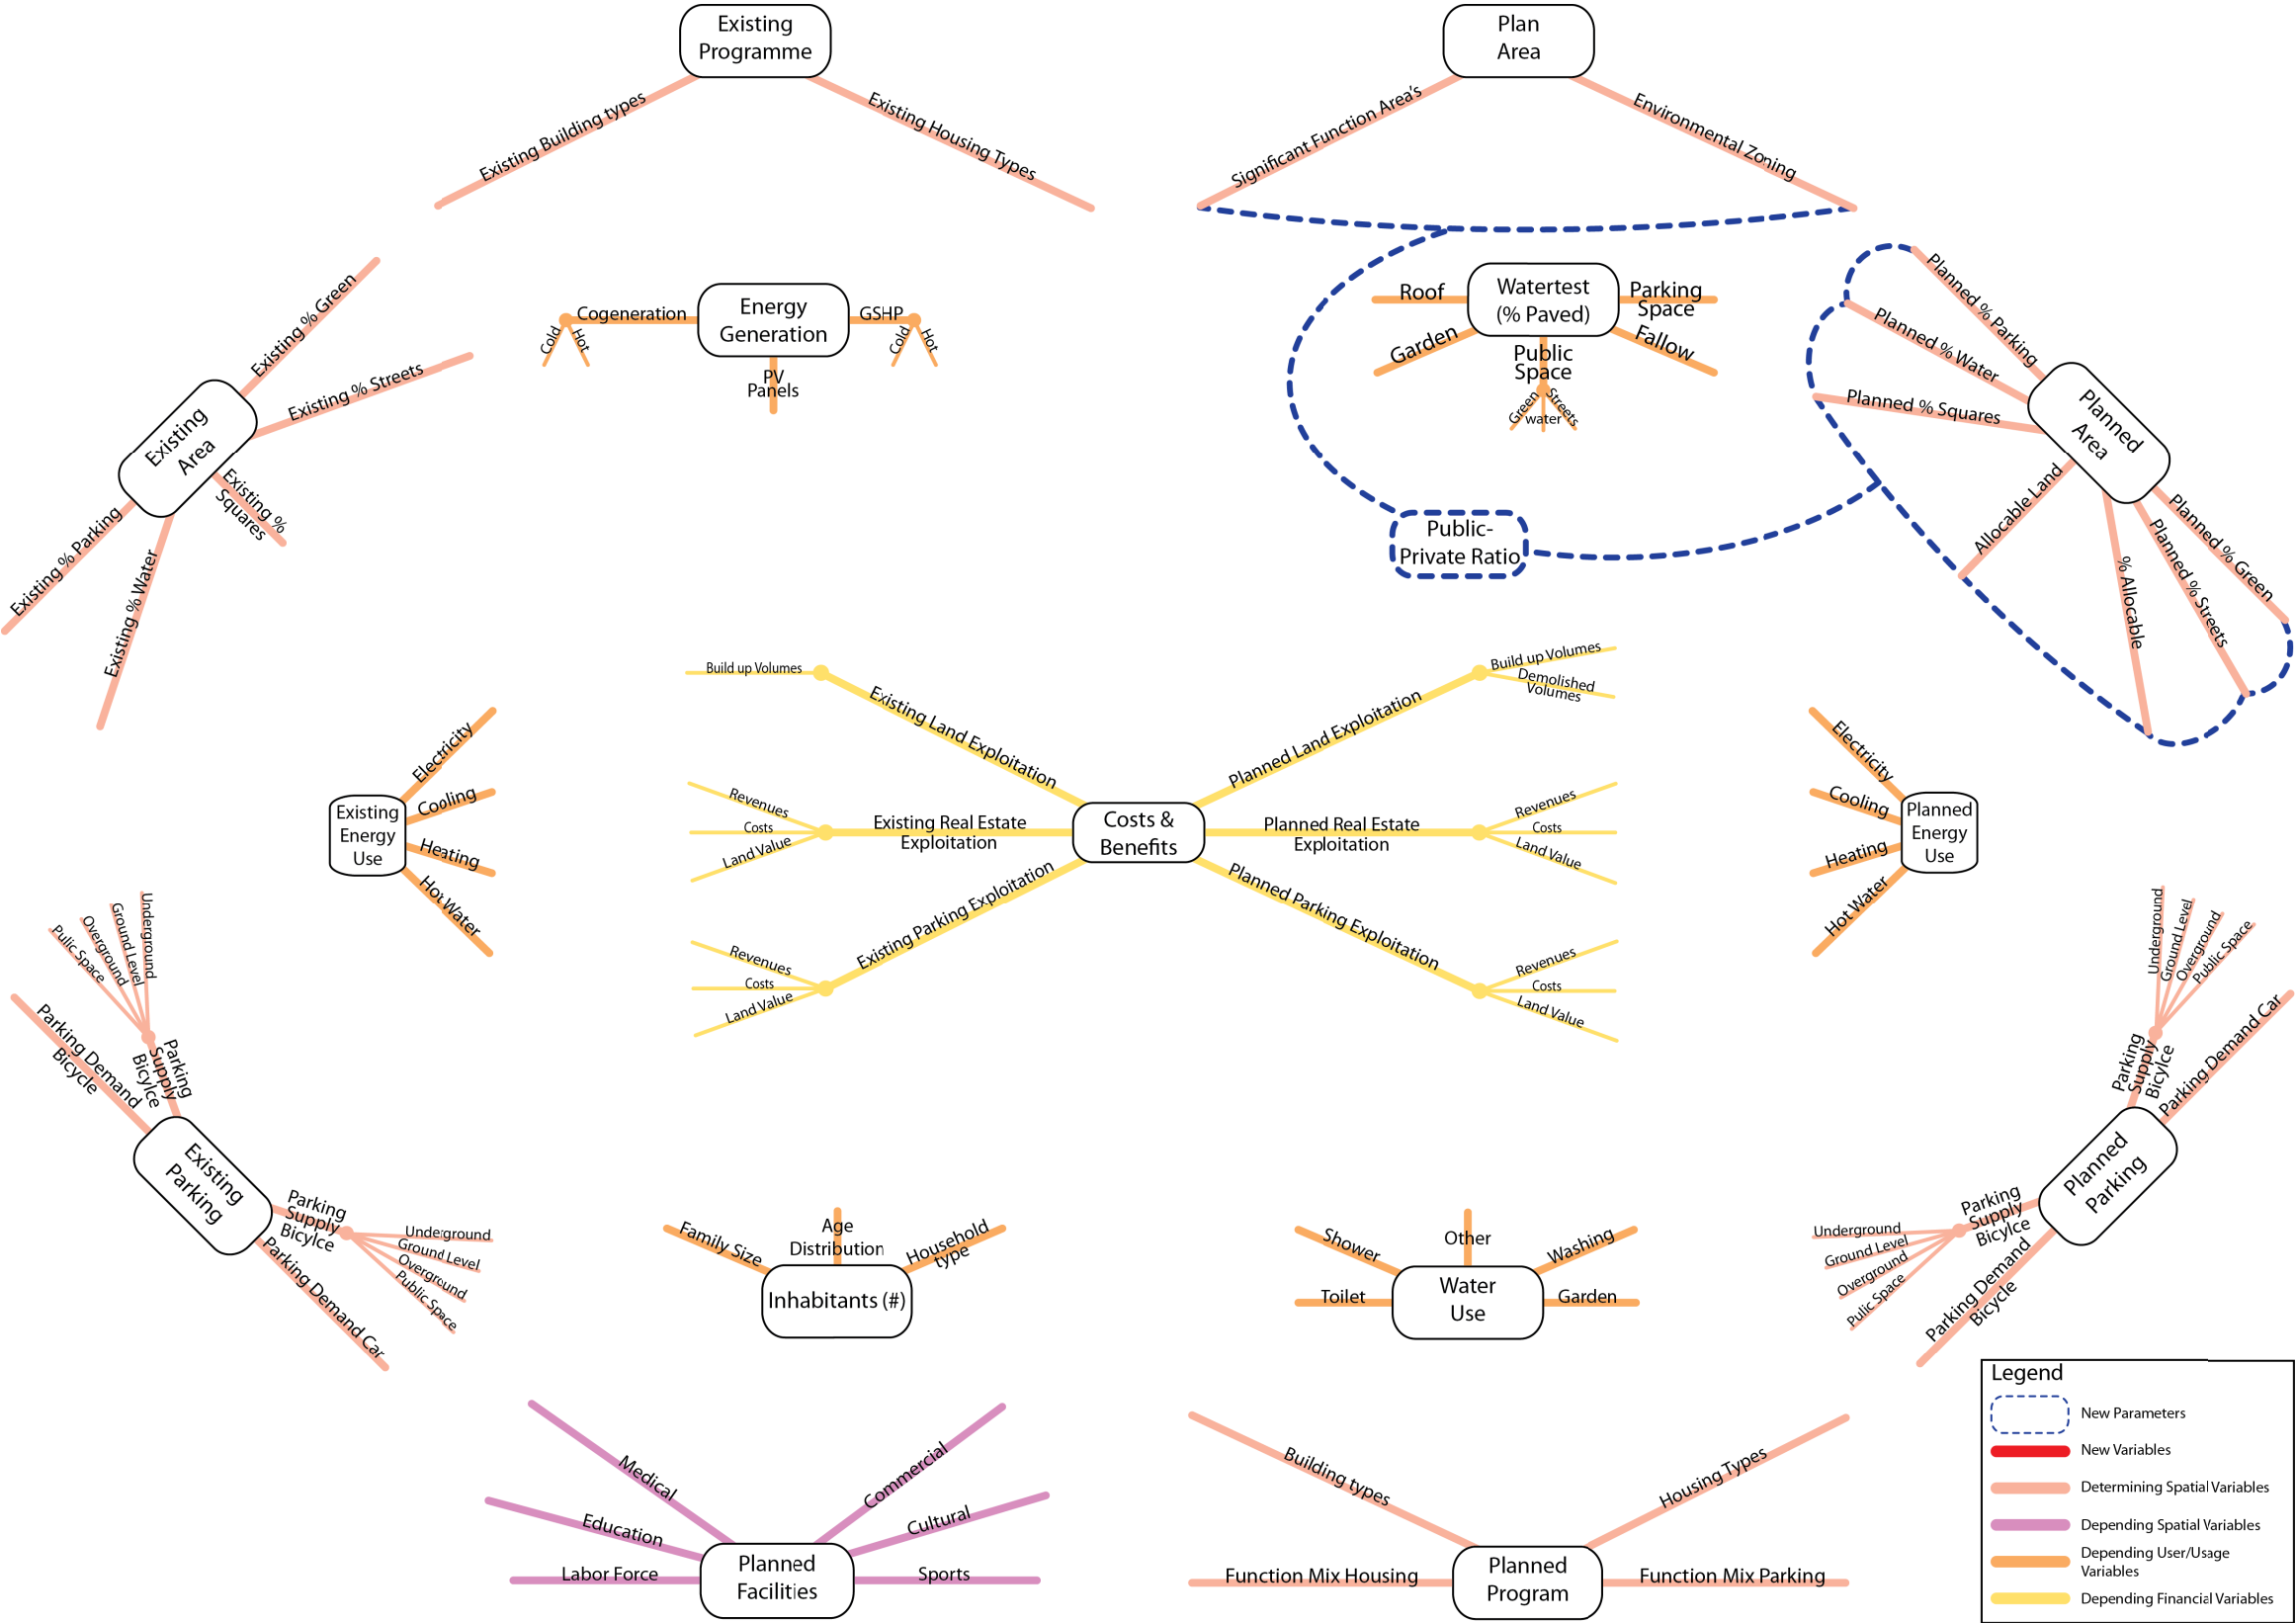 Existing
Programme
Existing Building types
Existing Housing Types
Plan
Area
Significant Function Area's
Environmental Zoning
Existing
Area
Existing % Green
Existing % Streets
Existing %
Squares
Existing % Water
Existing % Parking
Energy
Generation
Cogeneration
Cold
Hot
GSHP
Cold
Hot
PV
Panels
Watertest
(% Paved)
Roof
Garden
Parking
Space
Fallow
Public
Space
Green
water
Streets
Public-
Private Ratio
Planned
Area
Planned % Parking
Planned % Water
Planned % Squares
Allocable Land
% Allocable
Planned % Streets
Planned % Green
Existing
Energy
Use
Electricity
Cooling
Heating
Hot Water
Costs &
Benefits
Existing Land Exploitation
Build up Volumes
Existing Real Estate
Exploitation
Revenues
Costs
Land Value
Existing Parking Exploitation
Revenues
Costs
Land Value
Planned Land Exploitation
Build up Volumes
Demolished
Volumes
Planned Real Estate
Exploitation
Revenues
Costs
Land Value
Planned Parking Exploitation
Revenues
Costs
Land Value
Planned
Energy
Use
Electricity
Cooling
Heating
Hot Water
Existing
Parking
Parking Demand
Bicycle
Parking
Supply
Bicylce
Pulic Space
Overground
Ground Level
Underground
Parking
Supply
Bicylce
Underground
Ground Level
Overground
Public Space
Parking Demand Car
Inhabitants (#)
Family Size
Age
Distribution
Household
type
Water
Use
Shower
Other
Washing
Toilet
Garden
Planned
Parking
Parking
Supply
Bicylce
Underground
Ground Level
Overground
Public Space
Parking Demand Car
Parking
Supply
Bicylce
Underground
Ground Level
Overground
Pulic Space
Parking Demand
Bicycle
Planned
Facilities
Medical
Education
Labor Force
Commercial
Cultural
Sports
Planned
Program
Building types
Housing Types
Function Mix Housing
Function Mix Parking
Legend
New Parameters
New Variables
Determining Spatial Variables
Depending Spatial Variables
Depending User/Usage
Variables
Depending Financial Variables